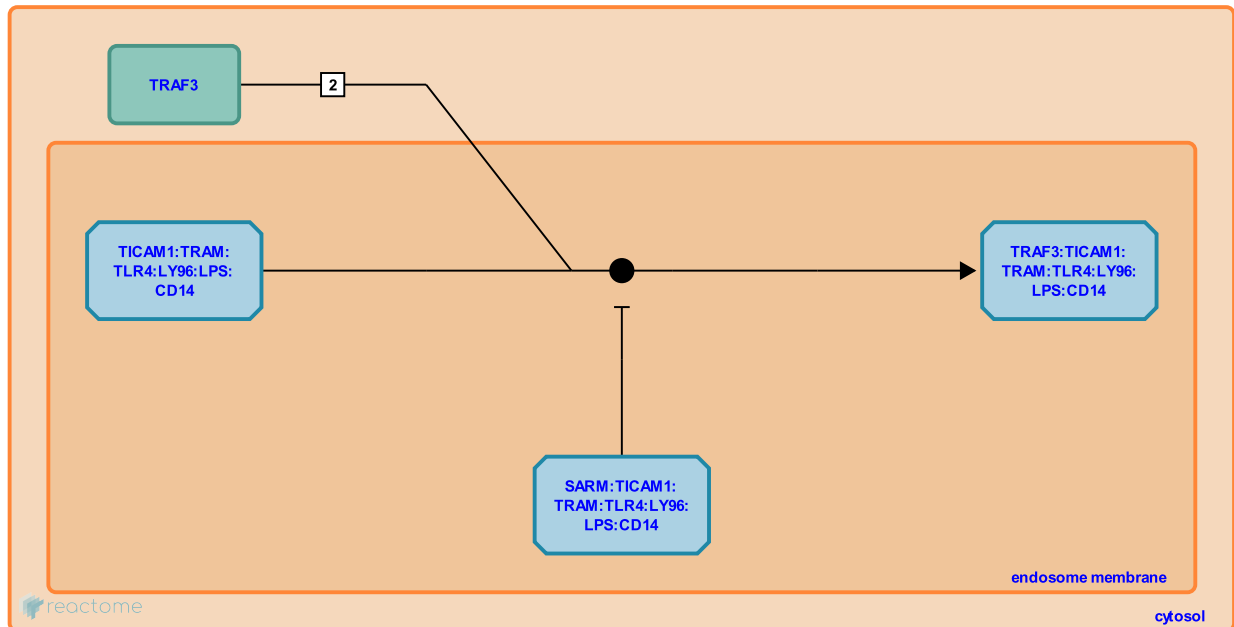 TRAF3
2
TICAM1:TRAM:
TLR4:LY96:LPS:
CD14
TRAF3:TICAM1:
TRAM:TLR4:LY96:
LPS:CD14
SARM:TICAM1:
TRAM:TLR4:LY96:
LPS:CD14
endosome membrane
reactome
cytosol